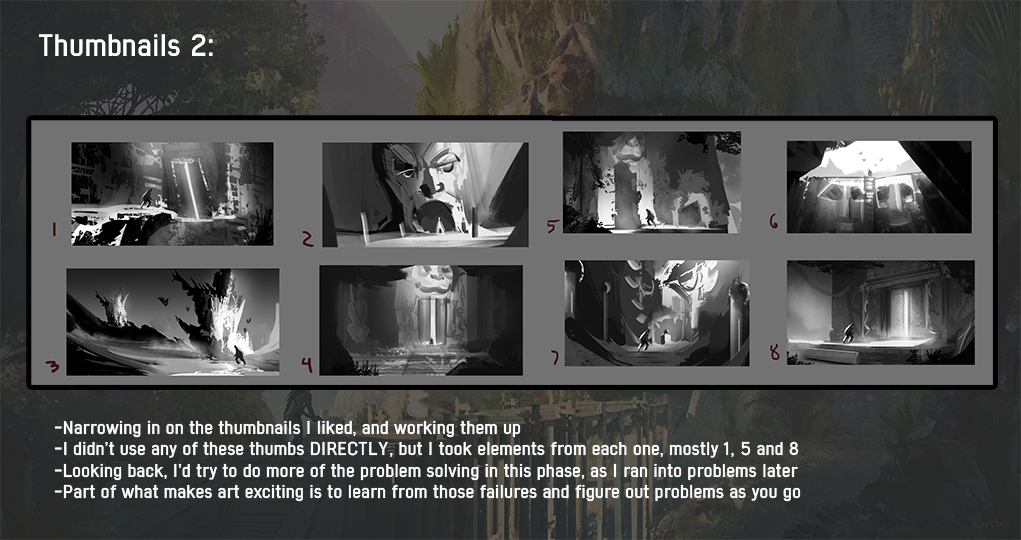 Thumbnails 2:
1
2
5
6
3
4
7
8
-Narrowing in on the thumbnails I liked, and working them up
-I didn't use any of these thumbs DIRECTLY, but I took elements from each one, mostly 1, 5 and 8
-Looking back, I'd try to do more of the problem solving in this phase, as I ran into problems later
-Part of what makes art exciting is to learn from those failures and figure out problems as you go